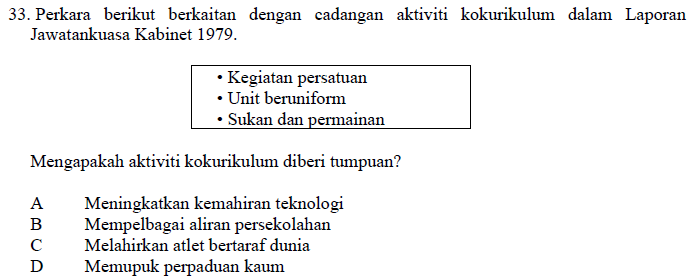 33. Perkara berikut berkaitan dengan cadangan aktiviti kokurikulum dalam Laporan
Jawatankuasa Kabinet 1979.
• Kegiatan persatuan
• Unit beruniform
• Sukan dan permainan
Mengapakah aktiviti kokurikulum diberi tumpuan?
A Meningkatkan kemahiran teknologi
B Mempelbagai aliran persekolahan
C Melahirkan atlet bertaraf dunia
D Memupuk perpaduan kaum